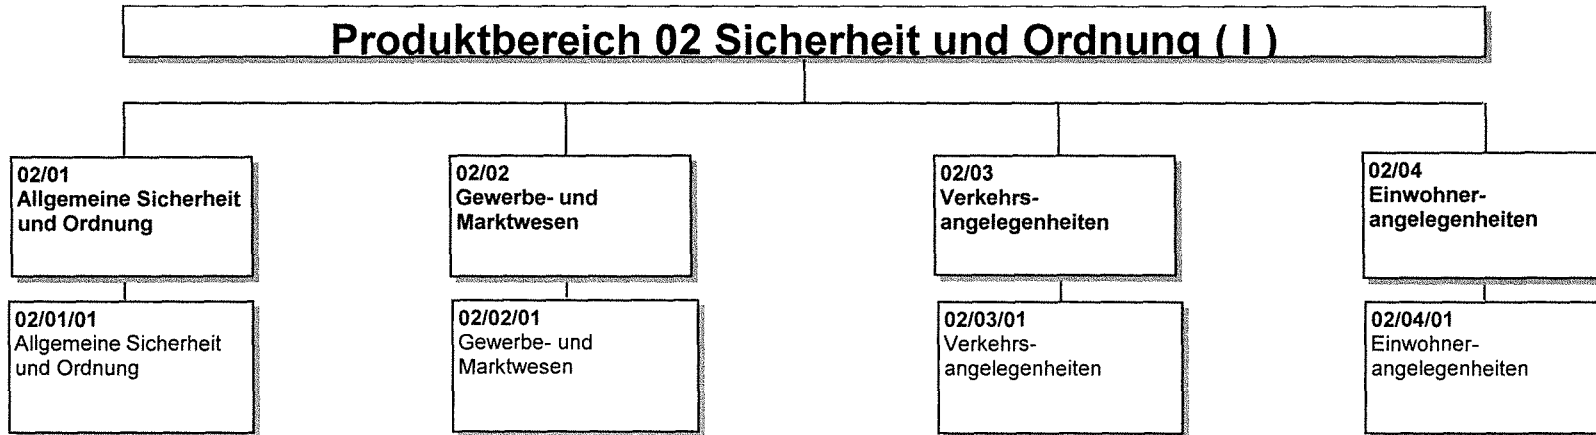 Produktbereich 02 Sicherheit und Ordnung ( I )
02/01
Allgemeine Sicherheit
und Ordnung
02/02
Gewerbe- und
Marktwesen
02/03
Verkehrs-
angelegenheiten
02/04
Einwohner-
angelegenheiten
02/01/01
Allgemeine Sicherheit
und Ordnung
02/02/01
Gewerbe- und
Marktwesen
02/03/01
Verkehrs-
angelegenheiten
02/04/01
Einwohner-
angelegenheiten